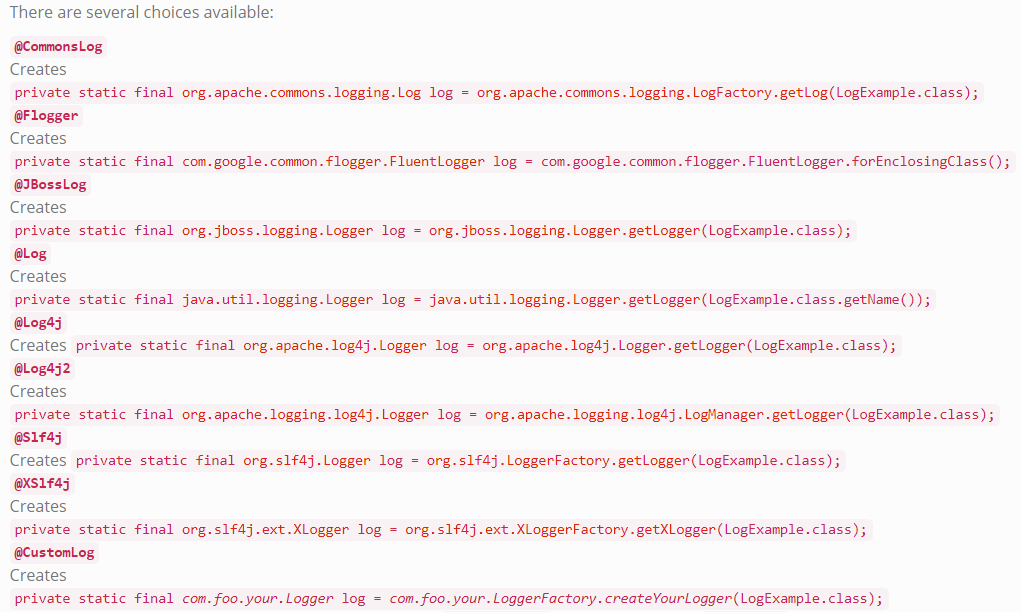 There are several choices available:
@CommonsLog
Creates
private static final org.apache.commons.logging.Log log = org.apache.commons.logging.LogFactory.getLog(LogExample.class);
@Flogger
Creates
private static final com.google.common.flogger.FluentLogger log = com.google.common.flogger.FluentLogger.forEnclosingClass();
@JBossLog
Creates
private static final org.jboss.logging.Logger log = org.jboss.logging.Logger.getLogger(LogExample.class);
@Log
Creates
private static final java.util.logging.Logger log = java.util.logging.Logger.getLogger(LogExample.class.getName());
@Log4j
Creates private static final org.apache.log4j.Logger log = org.apache.log4j.Logger.getLogger(LogExample.class);
@Log4j2
Creates
private static final org.apache.logging.log4j.Logger log = org.apache.logging.log4j.LogManager.getLogger(LogExample.class);
@Slf4j
Creates private static final org.slf4j.Logger log = org.slf4j.LoggerFactory.getLogger(LogExample.class);
@XSlf4j
Creates
private static final org.slf4j.ext.XLogger log = org.slf4j.ext.XLoggerFactory.getXLogger(LogExample.class);
@CustomLog
Creates
private static final com.foo.your.Logger log = com.foo.your.LoggerFactory.createYourLogger(LogExample.class);